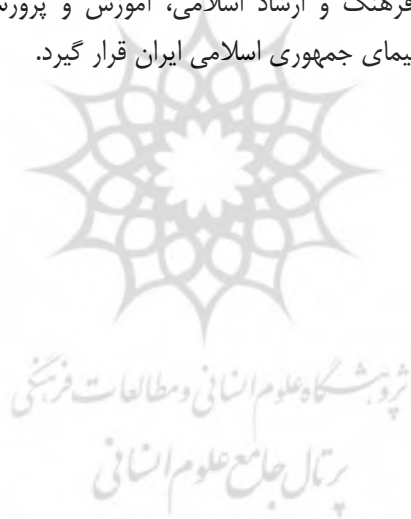 فرهنگ و ارشاد اسلامی، آموزش و پرورش
یمای جمهوری اسلامی ایران قرار گیرد.
پژوهشگاه علوم انسانی و مطالعات فرهنگی
پرتال جامع علوم انسانی